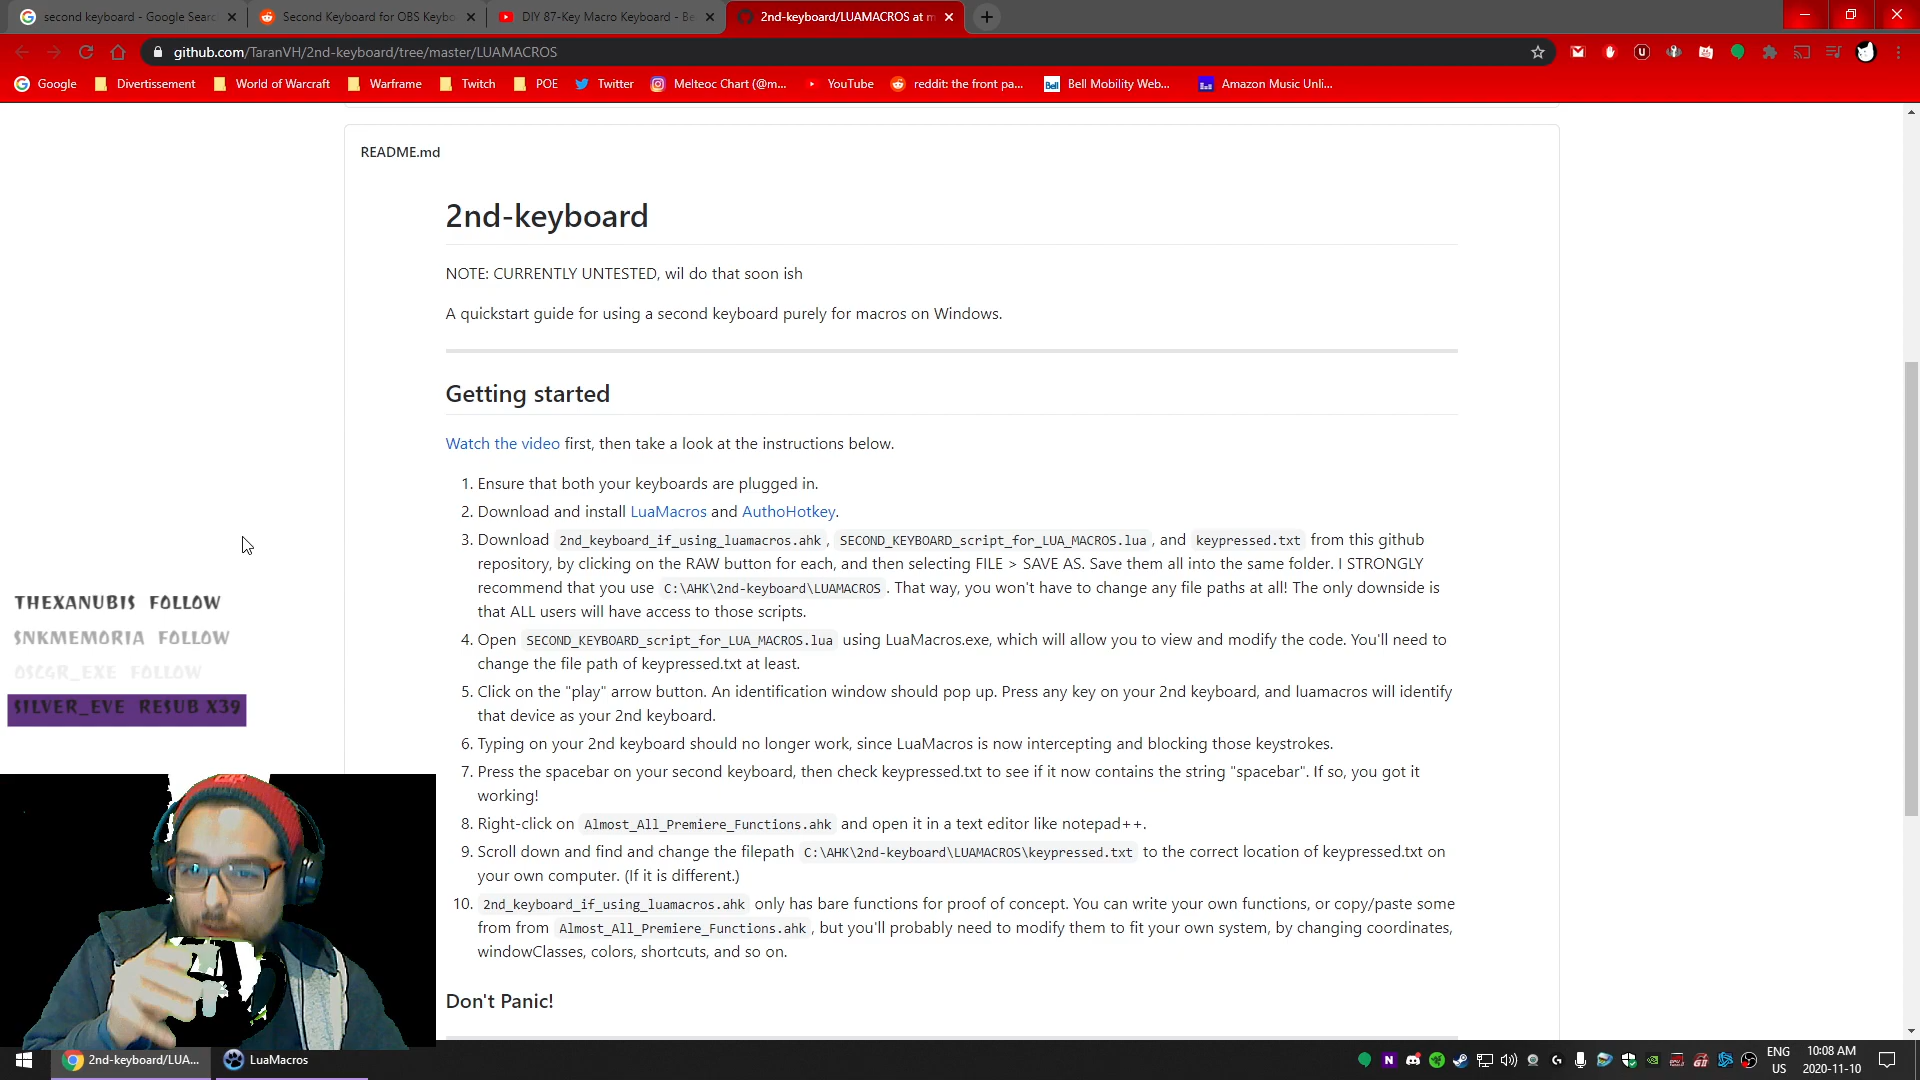 second keyboard - Google Searc
Second Keyboard for OBS Keybo
DIY 87-Key Macro Keyboard - Be
2nd-keyboard/LUAMACROS at m
github.com/TaranVH/2nd-keyboard/tree/master/LUAMACROS
Google
Divertissement
World of Warcraft
Warframe
Twitch
POE
Twitter
Melteoc Chart (@m...
YouTube
reddit: the front pa...
Bell
Bell Mobility Web...
Amazon Music Unli...
README.md
2nd-keyboard
NOTE: CURRENTLY UNTESTED, wil do that soon ish
A quickstart guide for using a second keyboard purely for macros on Windows.
Getting started
Watch the video first, then take a look at the instructions below.
1. Ensure that both your keyboards are plugged in.
2. Download and install LuaMacros and AuthoHotkey.
3. Download 2nd_keyboard_if_using_luamacros.ahk , SECOND_KEYBOARD_script_for_LUA_MACROS.lua , and keypressed.txt from this github
repository, by clicking on the RAW button for each, and then selecting FILE > SAVE AS. Save them all into the same folder. I STRONGLY
recommend that you use C:\AHK\2nd-keyboard\LUAMACROS . That way, you won't have to change any file paths at all! The only downside is
that ALL users will have access to those scripts.
4. Open SECOND_KEYBOARD_script_for_LUA_MACROS.lua using LuaMacros.exe, which will allow you to view and modify the code. You'll need to
change the file path of keypressed.txt at least.
5. Click on the "play" arrow button. An identification window should pop up. Press any key on your 2nd keyboard, and luamacros will identify
that device as your 2nd keyboard.
6. Typing on your 2nd keyboard should no longer work, since LuaMacros is now intercepting and blocking those keystrokes.
7. Press the spacebar on your second keyboard, then check keypressed.txt to see if it now contains the string "spacebar". If so, you got it
working!
8. Right-click on Almost_All_Premiere_Functions.ahk and open it in a text editor like notepad++.
9. Scroll down and find and change the filepath C:\AHK\2nd-keyboard\LUAMACROS\keypressed.txt to the correct location of keypressed.txt on
your own computer. (If it is different.)
10. 2nd_keyboard_if_using_luamacros.ahk only has bare functions for proof of concept. You can write your own functions, or copy/paste some
from from Almost_All_Premiere_Functions.ahk , but you'll probably need to modify them to fit your own system, by changing coordinates,
windowClasses, colors, shortcuts, and so on.
Don't Panic!
THEXANUBIS FOLLOW
SNKMEMORIA FOLLOW
OSC4R_EXE FOLLOW
SILVER_EVE RESUB X39
2nd-keyboard/LUA...
LuaMacros
ENG
US
10:08 AM
2020-11-10